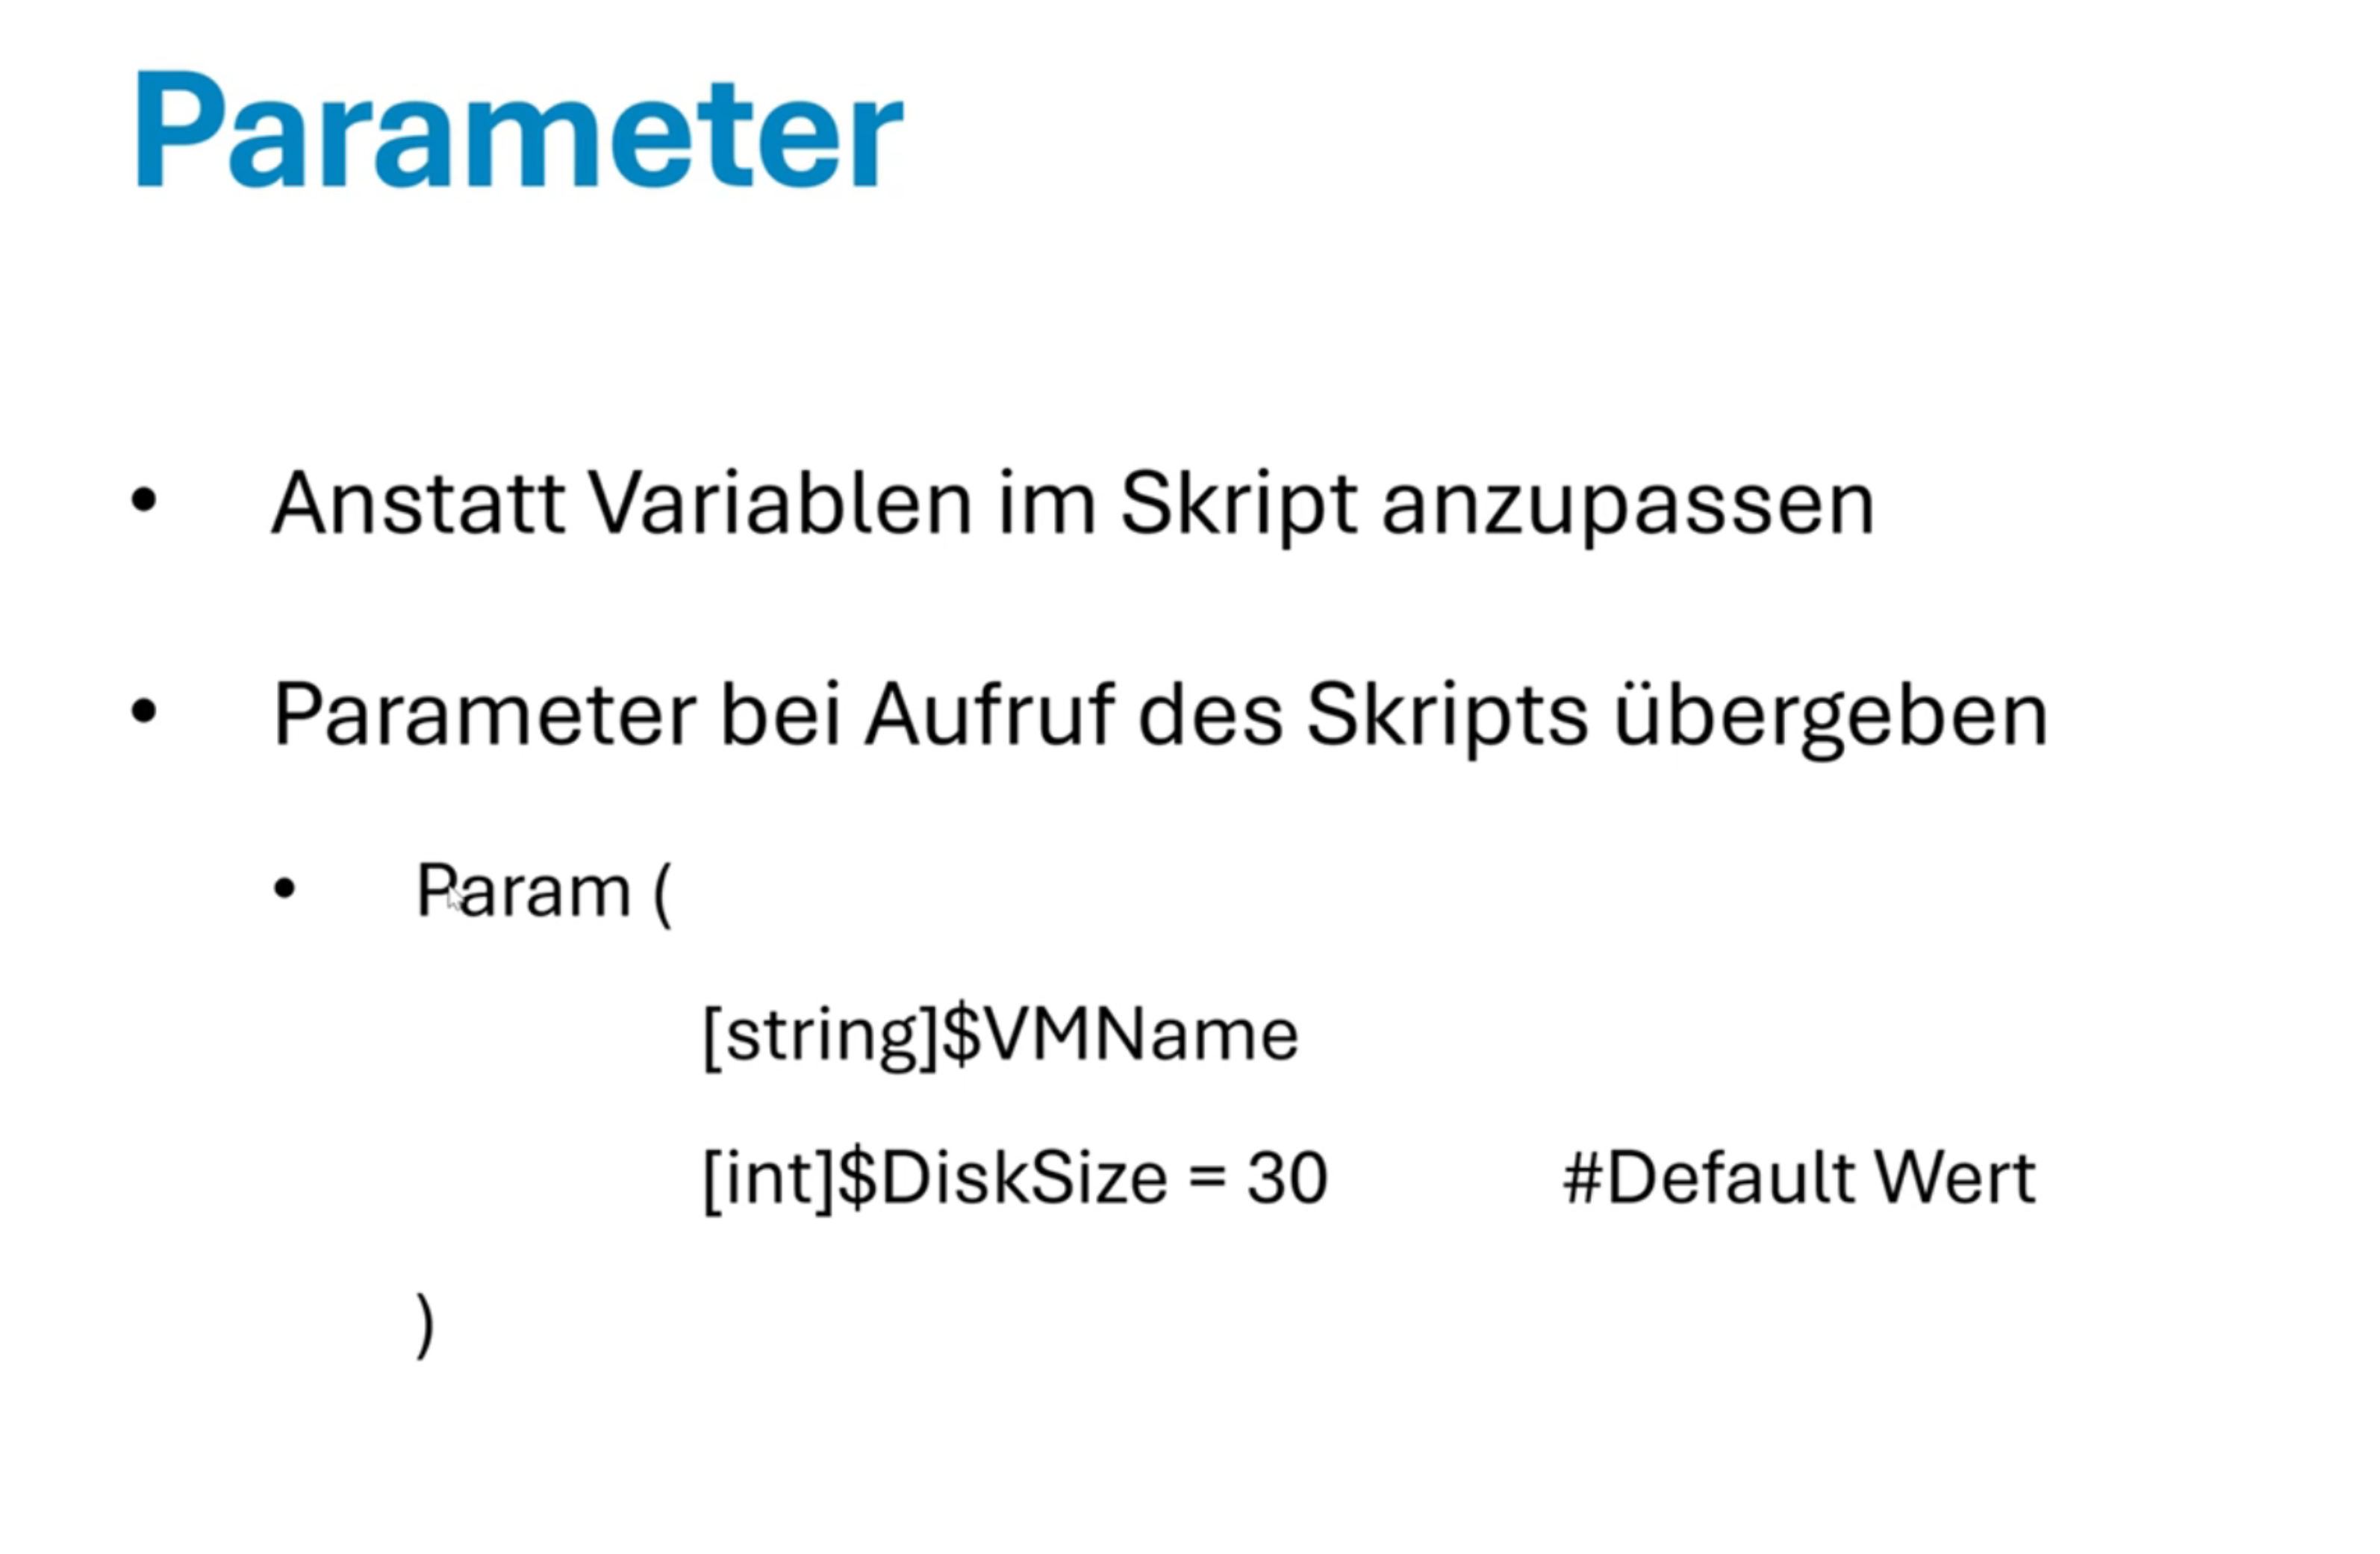 Parameter
• Anstatt Variablen im Skript anzupassen
• Parameter bei Aufruf des Skripts übergeben
• Param (
[string]$VMName
[int]$DiskSize = 30 #Default Wert
)